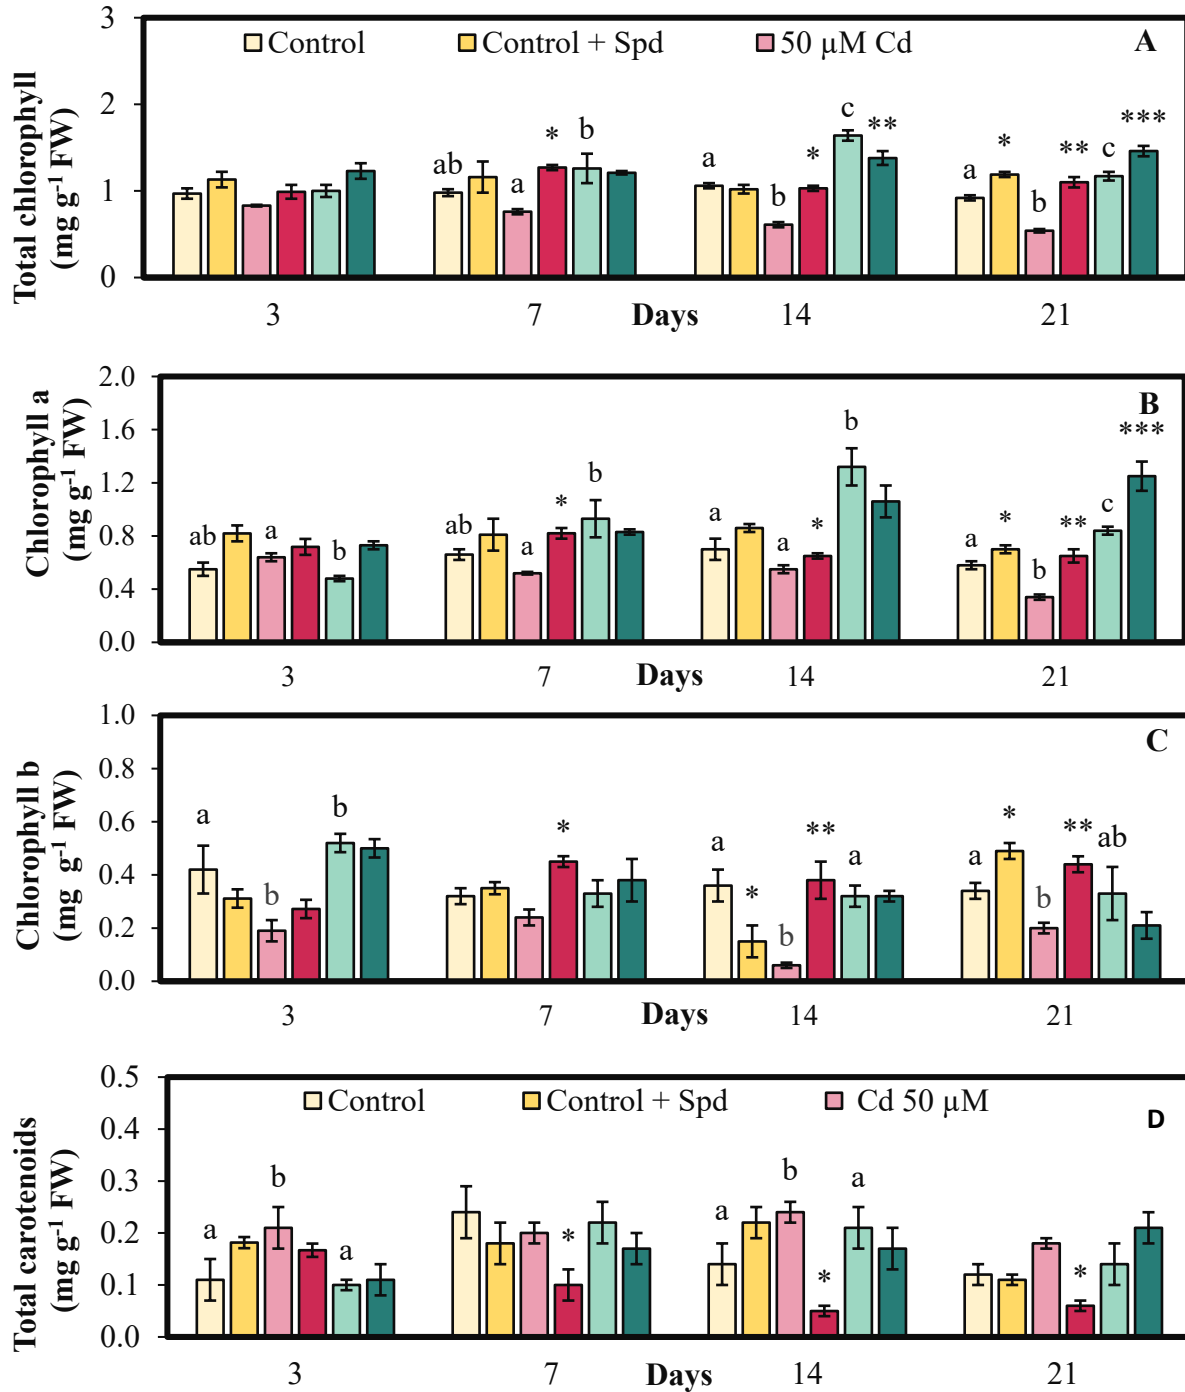 3
Control
Control + Spd
50 µM Cd
A
Total chlorophyll
(mg g-1 FW)
2
c
**
***
b
*
*
**
c
ab
a
a
*
a
b
b
1
0
3
7
Days
14
21
2.0
B
Chlorophyll a
(mg g-1 FW)
1.6
b
***
1.2
b
c
ab
a
b
ab
a
*
a
a
*
a
*
b
**
0.8
0.4
0.0
3
7
Days
14
21
1.0
C
Chlorophyll b
(mg g-1 FW)
0.8
0.6
a
b
b
*
a
*
b
**
a
a
*
b
**
ab
0.4
0.2
0.0
3
7
Days
14
21
0.5
Control
Control + Spd
Cd 50 µM
D
Total carotenoids
(mg g-1 FW)
0.4
0.3
a
b
a
*
a
b
*
a
*
0.2
0.1
0.0
3
7
Days
14
21